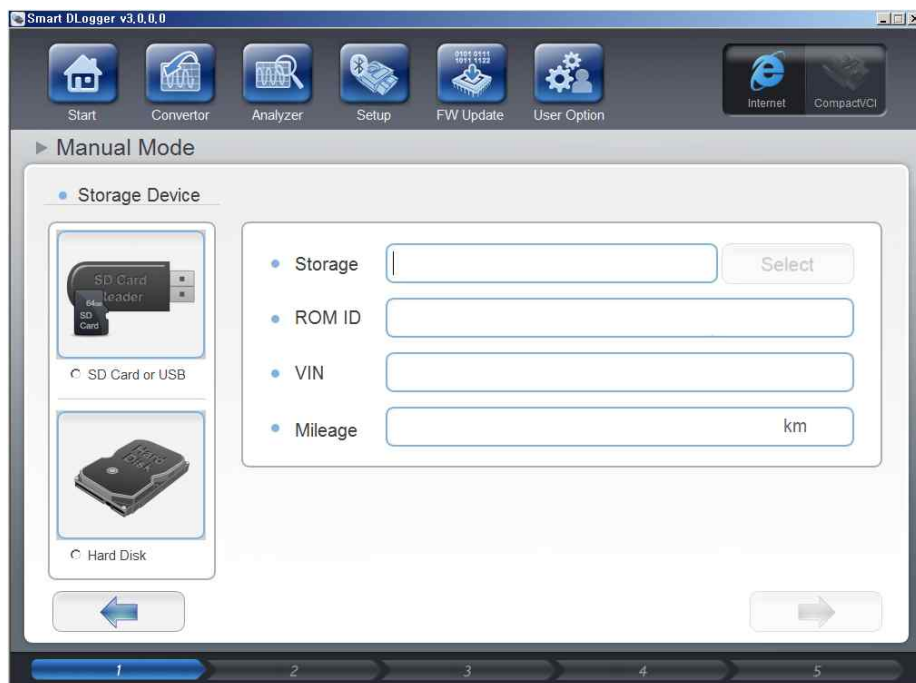 Smart DLogger v3,0,0,0
0101 0111
1011 1122
Start Convertor Analyzer Setup FW Update User Option Internet CompactVCI
Manual Mode
Storage Device
SD Card
Reader
64GB
SD
Card
SD Card or USB
Hard
Disk
Hard Disk
Storage Select
ROM ID
VIN
Mileage km
1 2 3 4 5